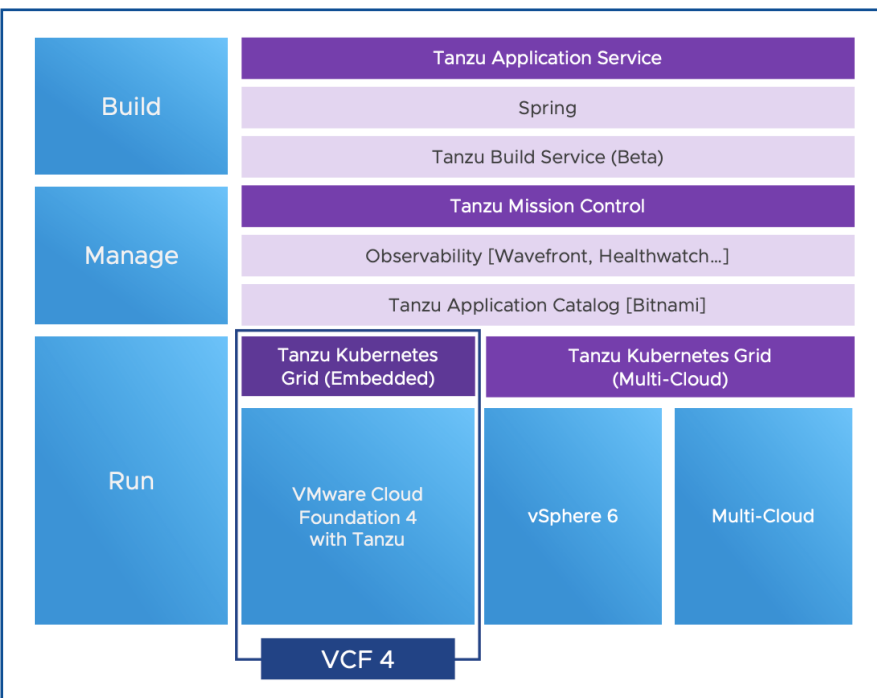 Build
Tanzu Application Service
Spring
Tanzu Build Service (Beta)
Manage
Tanzu Mission Control
Observability [Wavefront, Healthwatch...]
Tanzu Application Catalog [Bitnami]
Run
Tanzu Kubernetes
Grid (Embedded)
Tanzu Kubernetes Grid
(Multi-Cloud)
VMware Cloud
Foundation 4
with Tanzu
vSphere 6
Multi-Cloud
VCF 4